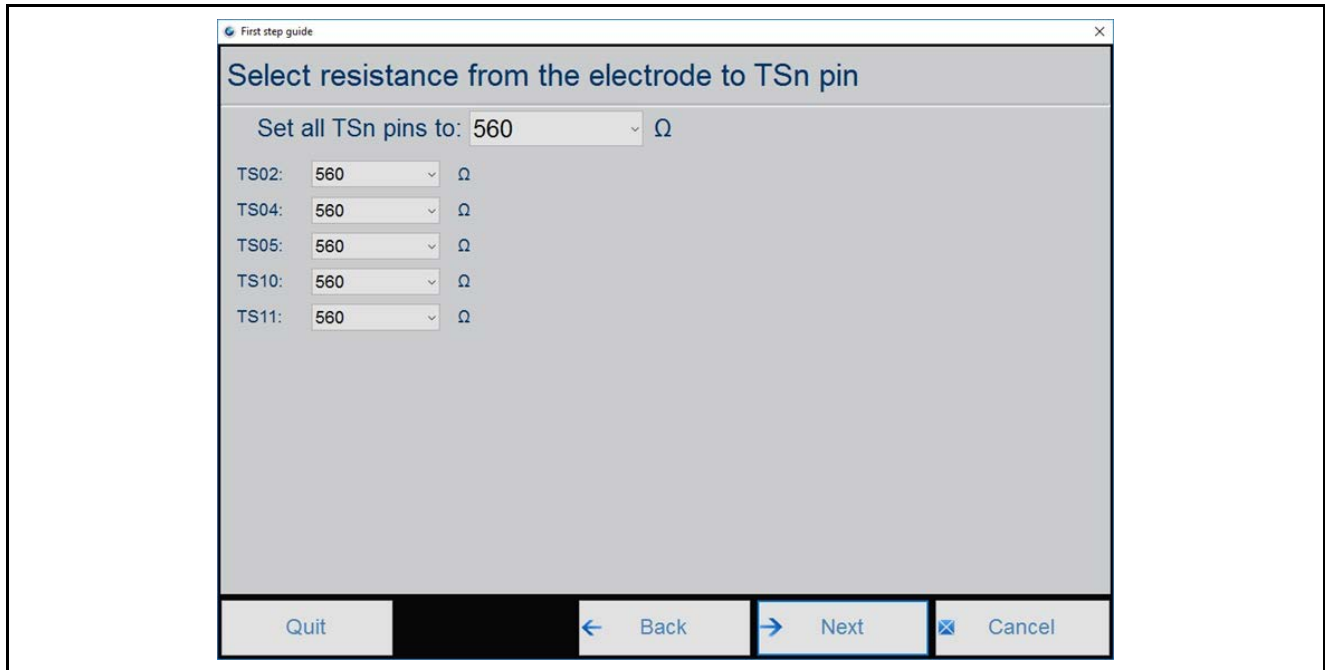 First step guide
Select resistance from the electrode to TSn pin
Set all TSn pins to: 560 Ω
TS02: 560 Ω
TS04: 560 Ω
TS05: 560 Ω
TS10: 560 Ω
TS11: 560 Ω
Quit Back Next Cancel